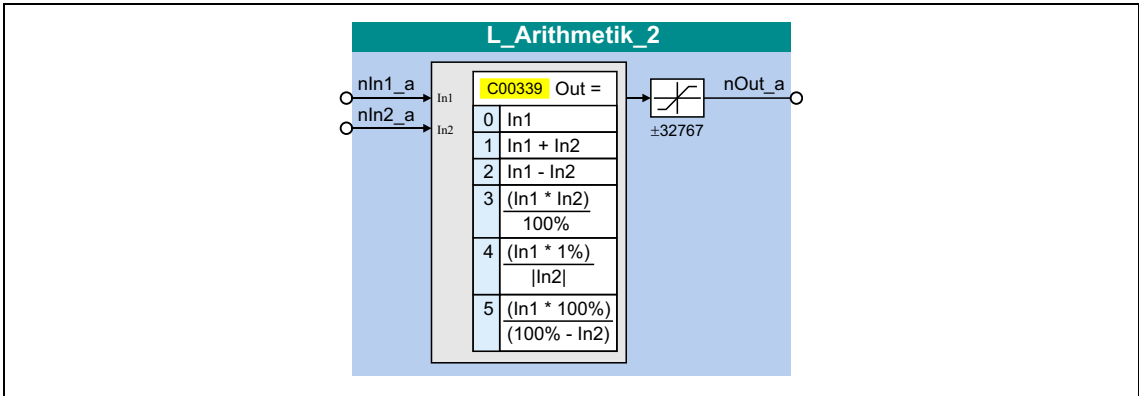 L_Arithmetik_2
nIn1_a
nIn2_a
In1
In2
C00339 Out =
0 In1
1 In1 + In2
2 In1 - In2
3 (In1 * In2)
100%
4 (In1 * 1%)
|In2|
5 (In1 * 100%)
(100% - In2)
±32767
nOut_a